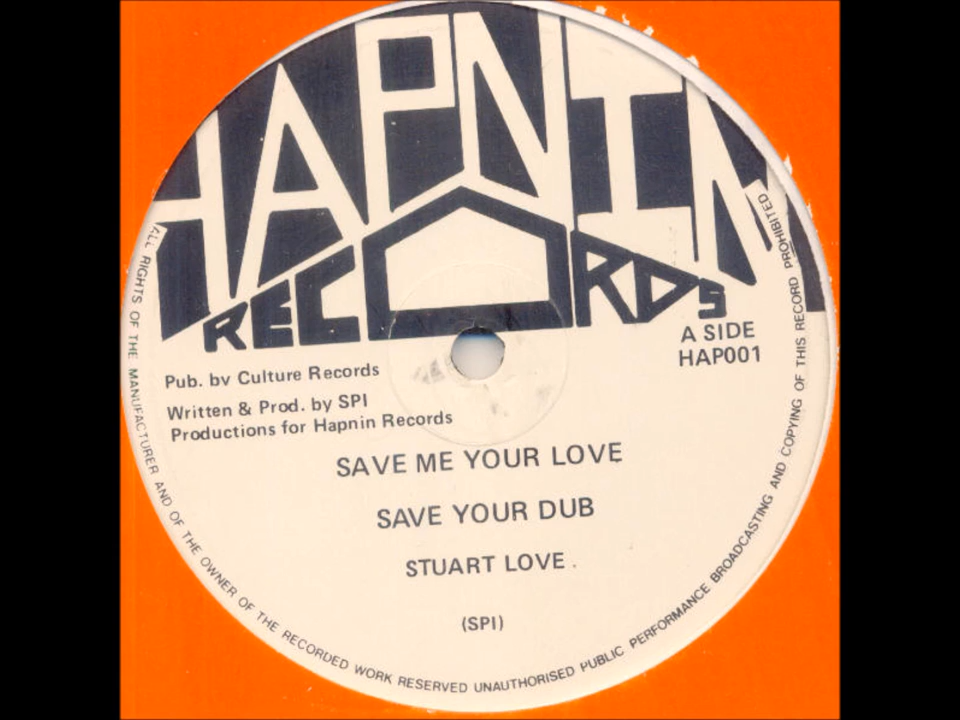 HAPNIN
RECORDS
A SIDE
HAP001
Pub. bv Culture Records
Written & Prod. by SPI
Productions for Hapnin Records
SAVE ME YOUR LOVE
SAVE YOUR DUB
STUART LOVE .
(SPI)
ALL RIGHTS OF THE MANUFACTURER AND OF THE OWNER OF THE RECORDED WORK RESERVED UNAUTHORISED PUBLIC PERFORMANCE BROADCASTING AND COPYING OF THIS RECORD PROHIBITED